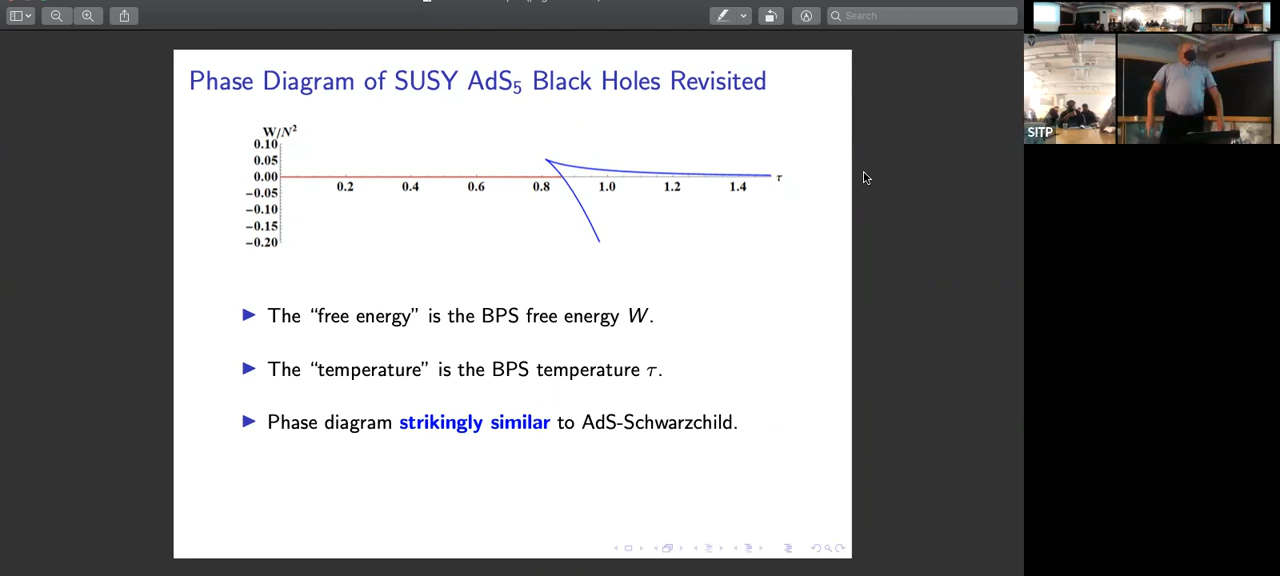 Search
Phase Diagram of SUSY AdS5 Black Holes Revisited
W/N²
0.10
0.05
0.00
−0.05
−0.10
−0.15
−0.20
0.2 0.4 0.6 0.8 1.0 1.2 1.4 τ
The “free energy” is the BPS free energy W.
The “temperature” is the BPS temperature τ.
Phase diagram strikingly similar to AdS-Schwarzchild.
SITP